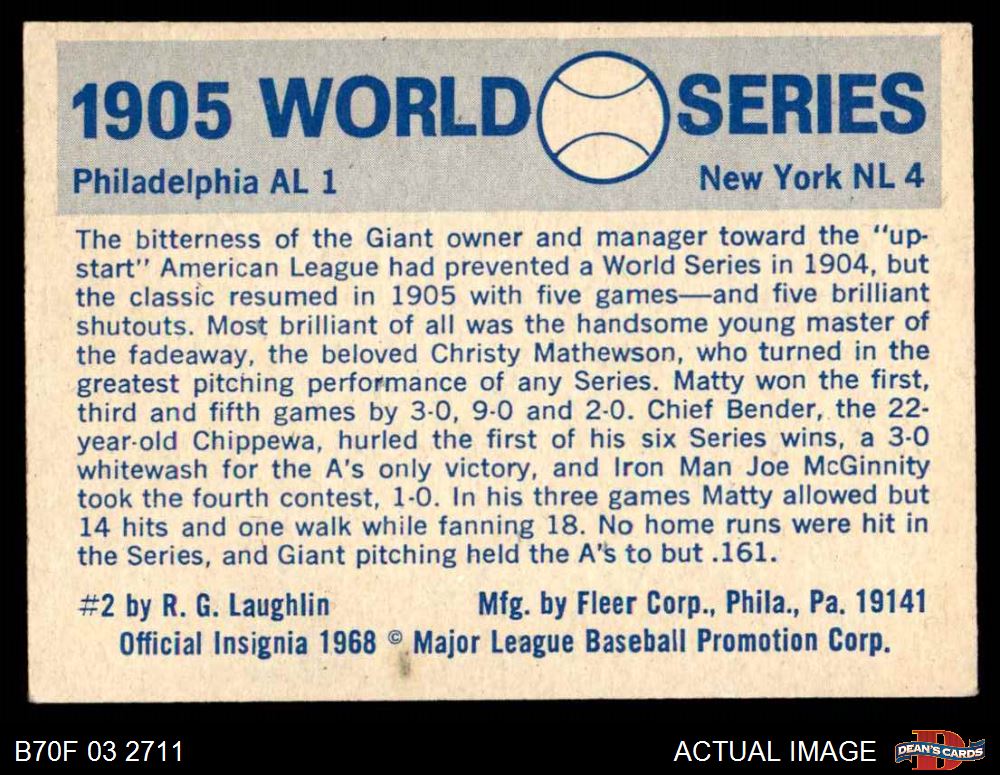 1905 WORLD SERIES
Philadelphia AL 1 New York NL 4
The bitterness of the Giant owner and manager toward the "up-
start" American League had prevented a World Series in 1904, but
the classic resumed in 1905 with five games—and five brilliant
shutouts. Most brilliant of all was the handsome young master of
the fadeaway, the beloved Christy Mathewson, who turned in the
greatest pitching performance of any Series. Matty won the first,
third and fifth games by 3-0, 9-0 and 2-0. Chief Bender, the 22-
year-old Chippewa, hurled the first of his six Series wins, a 3-0
whitewash for the A's only victory, and Iron Man Joe McGinnity
took the fourth contest, 1-0. In his three games Matty allowed but
14 hits and one walk while fanning 18. No home runs were hit in
the Series, and Giant pitching held the A's to but .161.
#2 by R. G. Laughlin Mfg. by Fleer Corp., Phila., Pa. 19141
Official Insignia 1968 © Major League Baseball Promotion Corp.
B70F 03 2711 ACTUAL IMAGE DEAN'S CARDS